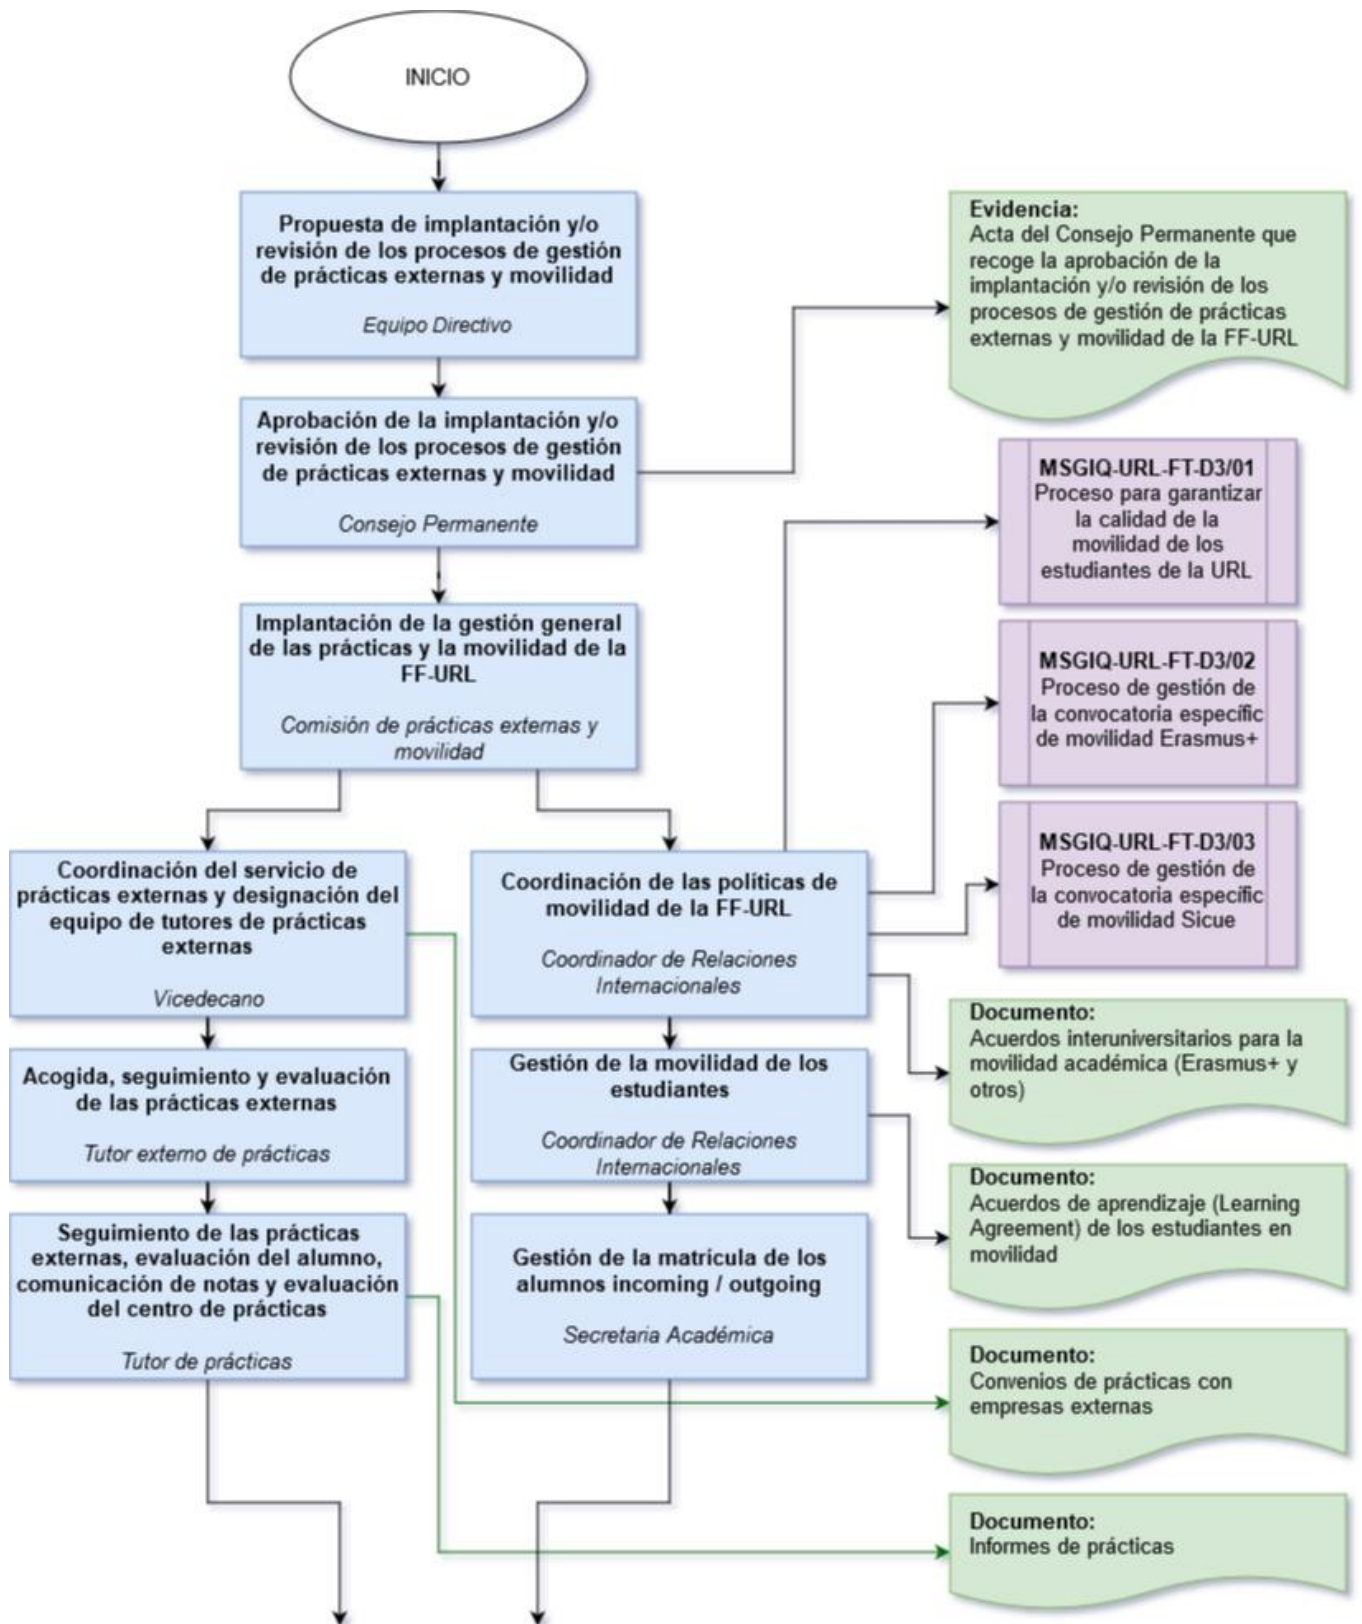 INICIO
Propuesta de implantación y/o
revisión de los procesos de gestión
de prácticas externas y movilidad
Equipo Directivo
Evidencia:
Acta del Consejo Permanente que
recoge la aprobación de la
implantación y/o revisión de los
procesos de gestión de prácticas
externas y movilidad de la FF-URL
Aprobación de la implantación y/o
revisión de los procesos de gestión
de prácticas externas y movilidad
Consejo Permanente
MSGIQ-URL-FT-D3/01
Proceso para garantizar
la calidad de la
movilidad de los
estudiantes de la URL
Implantación de la gestión general
de las prácticas y la movilidad de la
FF-URL
Comisión de prácticas externas y
movilidad
MSGIQ-URL-FT-D3/02
Proceso de gestión de
la convocatoria específic
de movilidad Erasmus+
MSGIQ-URL-FT-D3/03
Proceso de gestión de
la convocatoria específic
de movilidad Sicue
Coordinación del servicio de
prácticas externas y designación del
equipo de tutores de prácticas
externas
Vicedecano
Coordinación de las políticas de
movilidad de la FF-URL
Coordinador de Relaciones
Internacionales
Documento:
Acuerdos interuniversitarios para la
movilidad académica (Erasmus+ y
otros)
Acogida, seguimiento y evaluación
de las prácticas externas
Tutor externo de prácticas
Gestión de la movilidad de los
estudiantes
Coordinador de Relaciones
Internacionales
Documento:
Acuerdos de aprendizaje (Learning
Agreement) de los estudiantes en
movilidad
Seguimiento de las prácticas
externas, evaluación del alumno,
comunicación de notas y evaluación
del centro de prácticas
Tutor de prácticas
Gestión de la matrícula de los
alumnos incoming / outgoing
Secretaria Académica
Documento:
Convenios de prácticas con
empresas externas
Documento:
Informes de prácticas